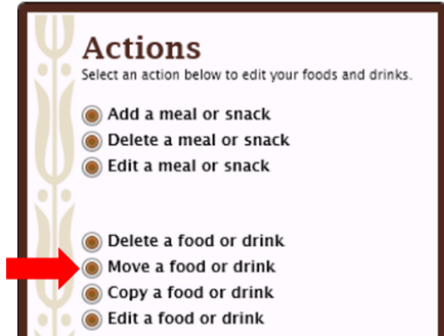 Actions
Select an action below to edit your foods and drinks.
Add a meal or snack
Delete a meal or snack
Edit a meal or snack
Delete a food or drink
Move a food or drink
Copy a food or drink
Edit a food or drink